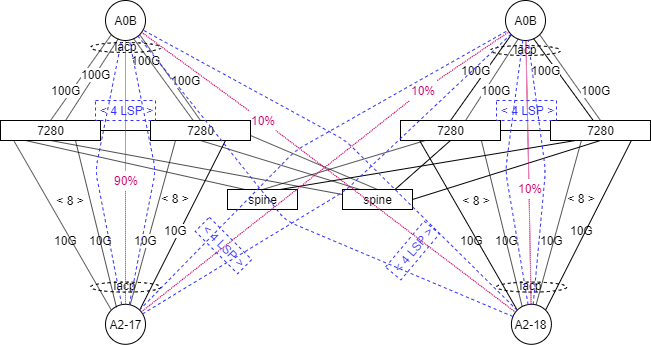 A0B
A0B
lacp
lacp
100G
100G
100G
100G
100G
100G
100G
100G
< 4 LSP >
< 4 LSP >
10%
10%
7280
7280
7280
7280
90%
10%
< 8 >
< 8 >
spine
spine
< 8 >
< 8 >
10G
10G
10G
10G
< 4 LSP >
< 4 LSP >
10G
10G
10G
10G
lacp
lacp
A2-17
A2-18